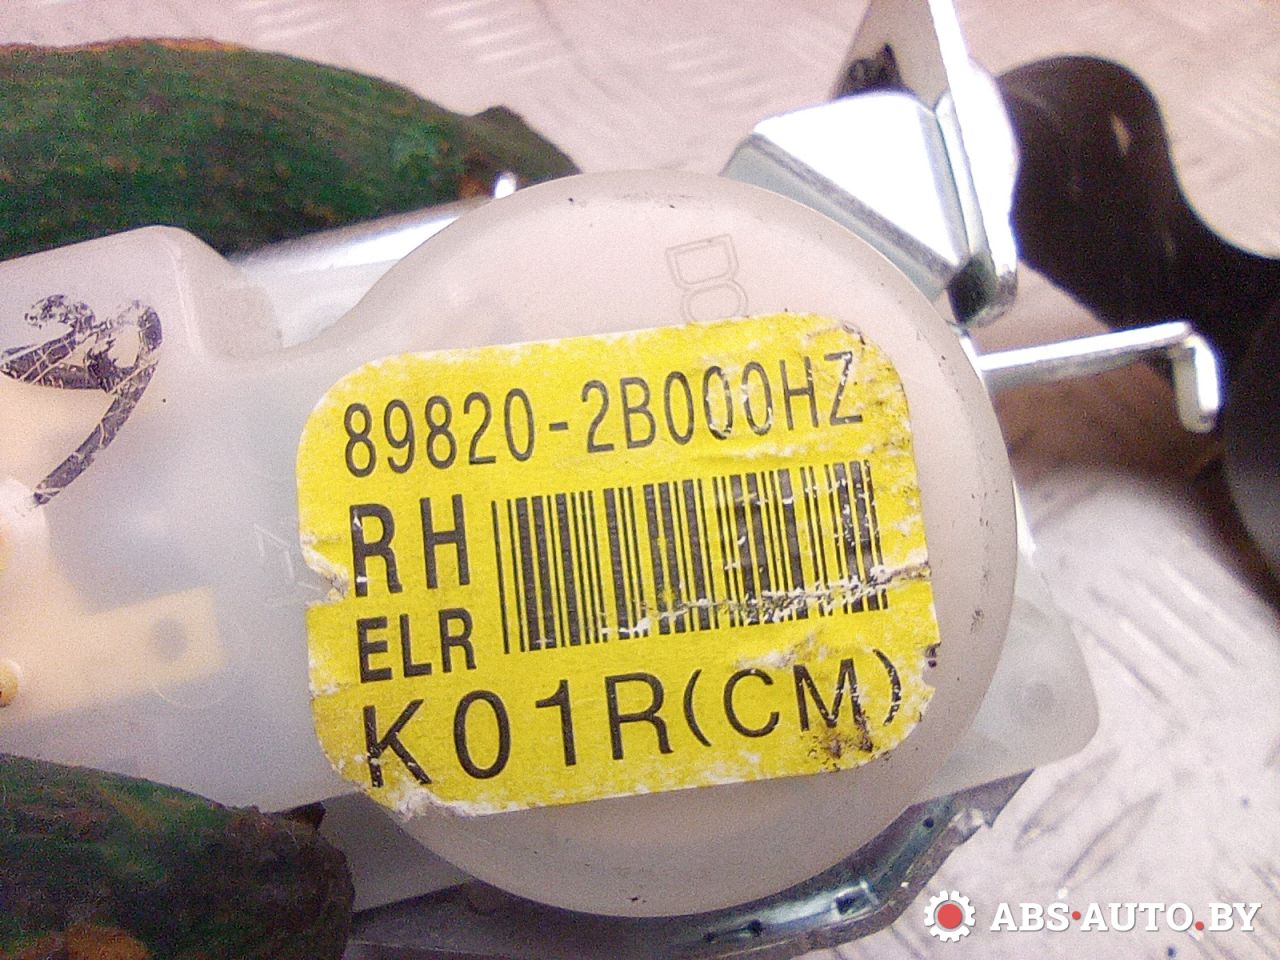 89820-2B000HZ
RH
ELR
K01R(CM)
ABS-AUTO.BY